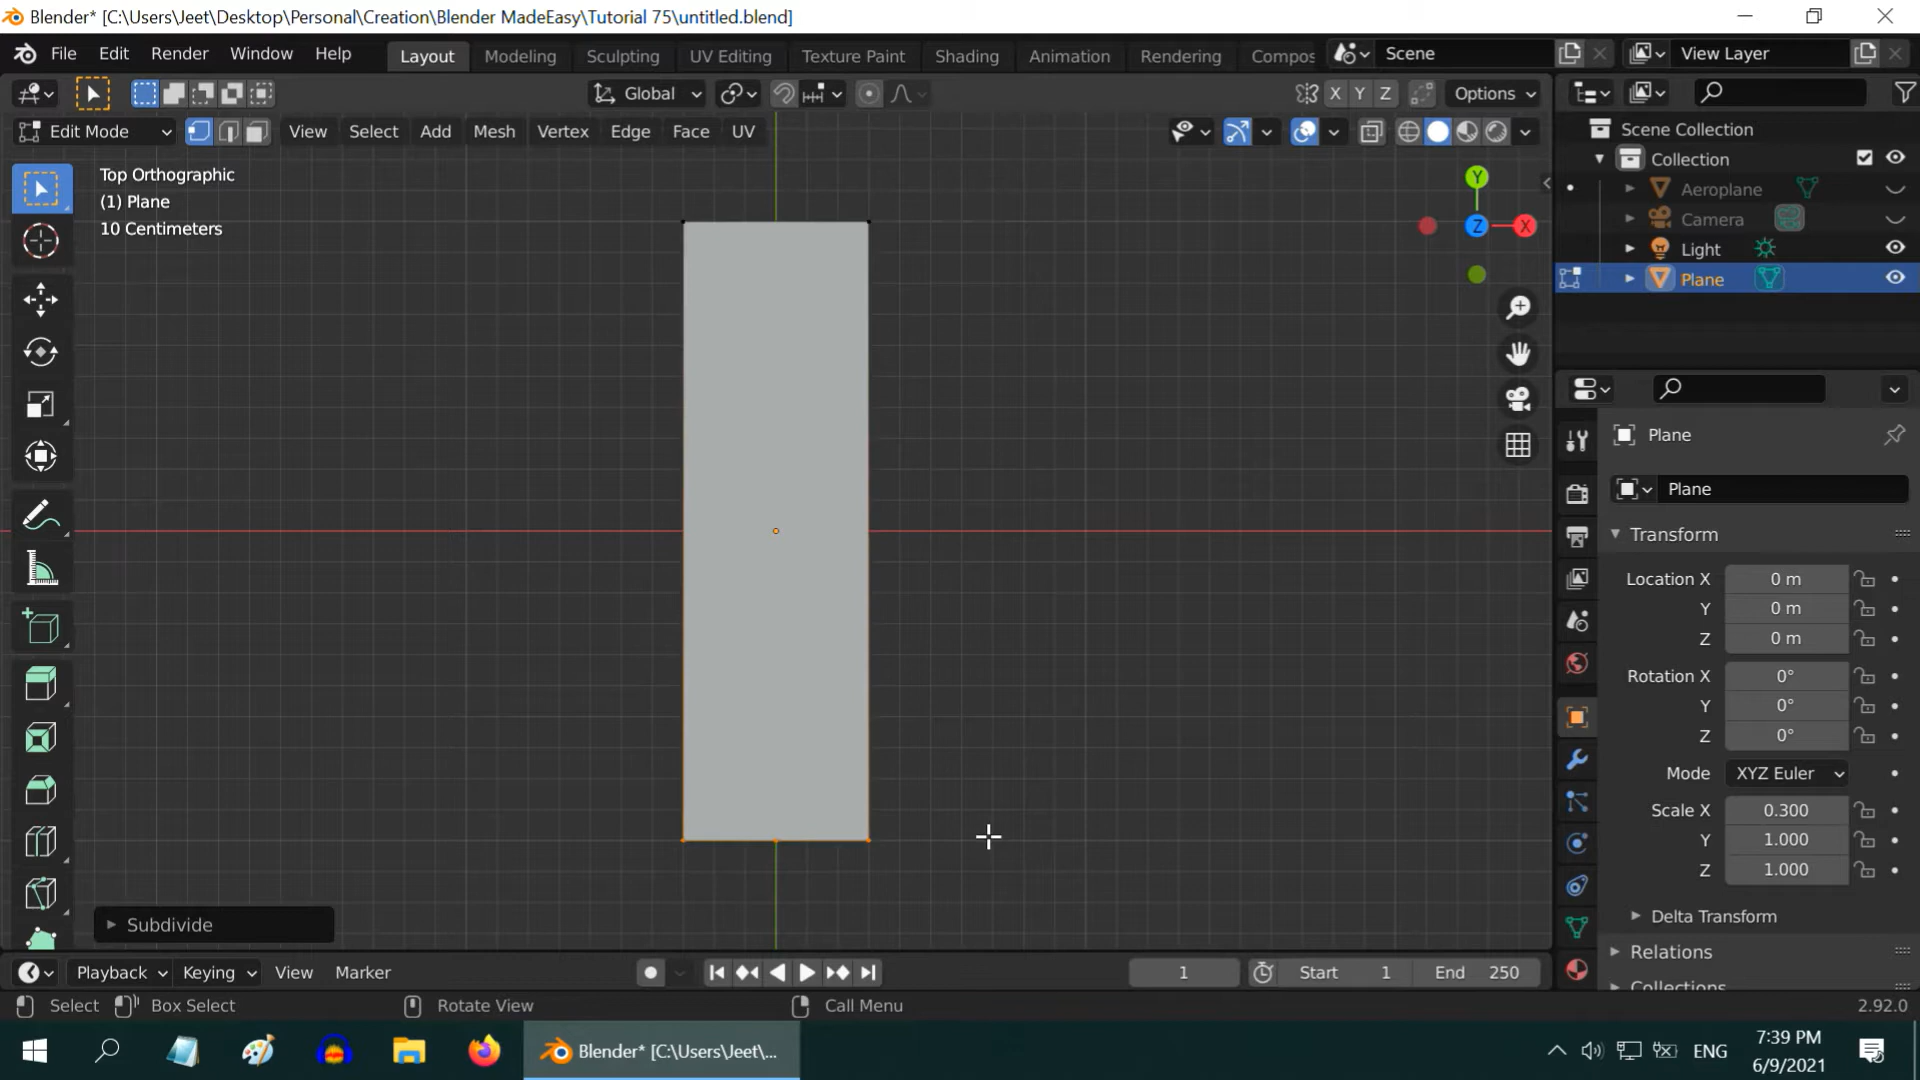 Blender* [C:\Users\Jeet\Desktop\Personal\Creation\Blender MadeEasy\Tutorial 75\untitled.blend]
File Edit Render Window Help Layout Modeling Sculpting UV Editing Texture Paint Shading Animation Rendering Compos Scene View Layer
Global X Y Z Options
Edit Mode View Select Add Mesh Vertex Edge Face UV
Top Orthographic
(1) Plane
10 Centimeters
Y
Z X
Scene Collection
Collection
Aeroplane
Camera
Light
Plane
Plane
Plane
Transform
Location X 0 m
Y 0 m
Z 0 m
Rotation X 0°
Y 0°
Z 0°
Mode XYZ Euler
Scale X 0.300
Y 1.000
Z 1.000
Delta Transform
Relations
Collections
Subdivide
Playback Keying View Marker 1 Start 1 End 250
Select Box Select Rotate View Call Menu 2.92.0
Blender* [C:\Users\Jeet\... ENG 7:39 PM
6/9/2021